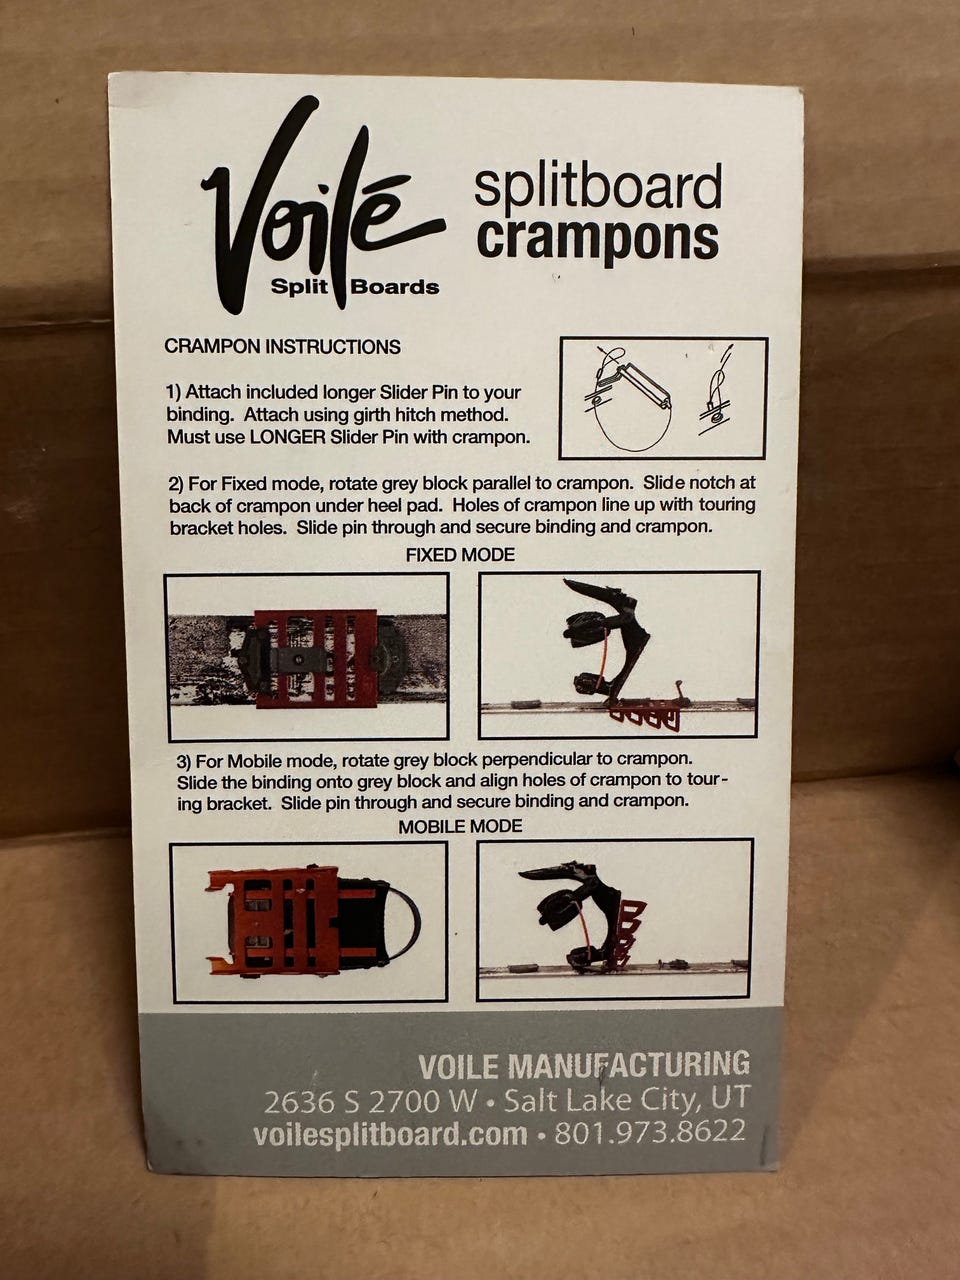 Voilé
Split Boards
splitboard
crampons
CRAMPON INSTRUCTIONS
1) Attach included longer Slider Pin to your
binding. Attach using girth hitch method.
Must use LONGER Slider Pin with crampon.
2) For Fixed mode, rotate grey block parallel to crampon. Slide notch at
back of crampon under heel pad. Holes of crampon line up with touring
bracket holes. Slide pin through and secure binding and crampon.
FIXED MODE
3) For Mobile mode, rotate grey block perpendicular to crampon.
Slide the binding onto grey block and align holes of crampon to tour-
ing bracket. Slide pin through and secure binding and crampon.
MOBILE MODE
VOILE MANUFACTURING
2636 S 2700 W • Salt Lake City, UT
voilesplitboard.com • 801.973.8622